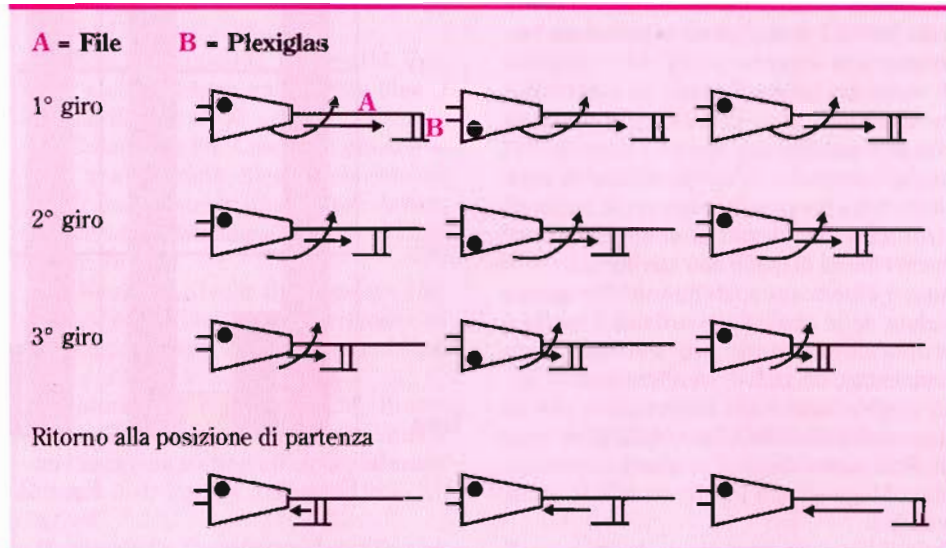 A = File B = Plexiglas
1° giro
A
B
2° giro
3° giro
Ritorno alla posizione di partenza